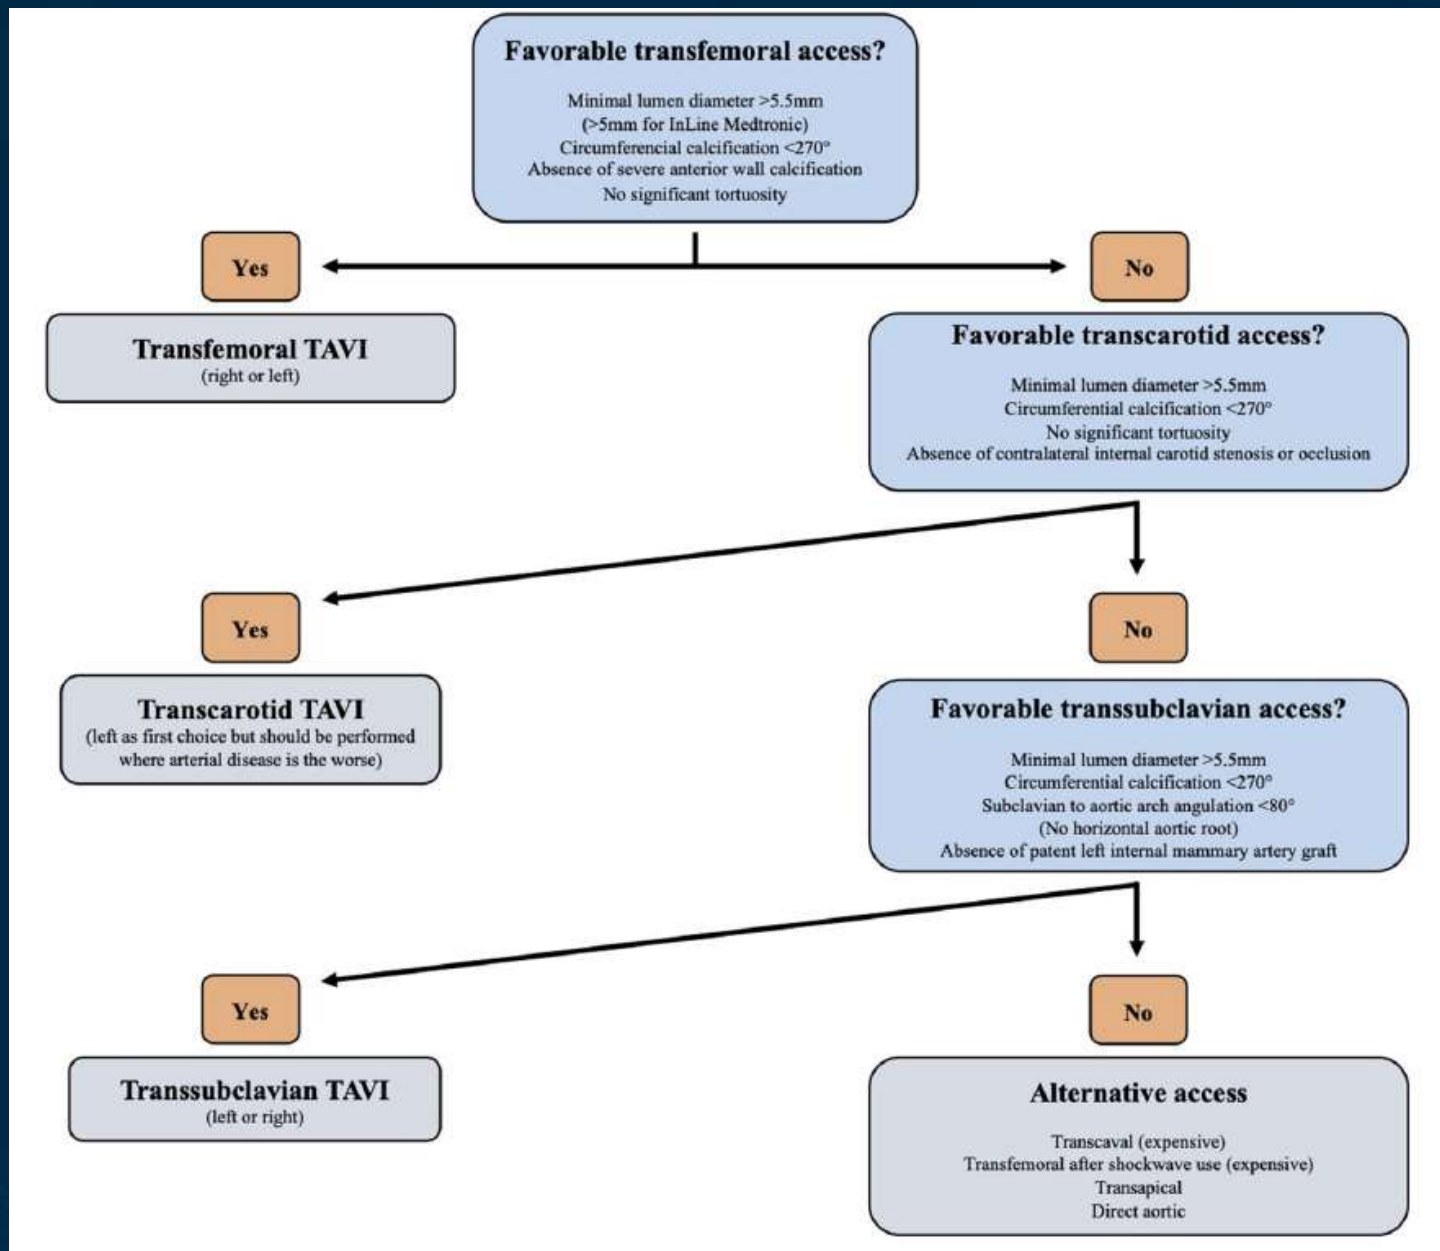 Favorable transfemoral access?
Minimal lumen diameter >5.5mm
(>5mm for InLine Medtronic)
Circumferencial calcification <270°
Absence of severe anterior wall calcification
No significant tortuosity
Yes
No
Transfemoral TAVI
(right or left)
Favorable transcarotid access?
Minimal lumen diameter >5.5mm
Circumferential calcification <270°
No significant tortuosity
Absence of contralateral internal carotid stenosis or occlusion
Yes
No
Transcarotid TAVI
(left as first choice but should be performed
where arterial disease is the worse)
Favorable transsubclavian access?
Minimal lumen diameter >5.5mm
Circumferential calcification <270°
Subclavian to aortic arch angulation <80°
(No horizontal aortic root)
Absence of patent left internal mammary artery graft
Yes
No
Transsubclavian TAVI
(left or right)
Alternative access
Transcaval (expensive)
Transfemoral after shockwave use (expensive)
Transapical
Direct aortic